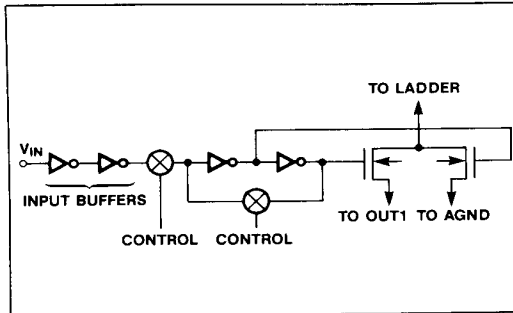 TO LADDER
VIN
INPUT BUFFERS
TO OUT1 TO AGND
CONTROL CONTROL